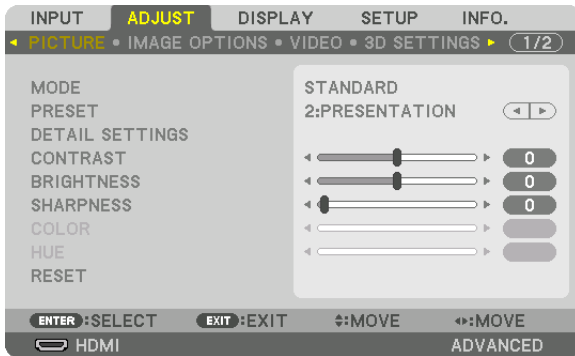 INPUT ADJUST DISPLAY SETUP INFO.
PICTURE • IMAGE OPTIONS • VIDEO • 3D SETTINGS 1/2
MODE STANDARD
PRESET 2:PRESENTATION
DETAIL SETTINGS
CONTRAST 0
BRIGHTNESS 0
SHARPNESS 0
COLOR
HUE
RESET
ENTER :SELECT EXIT :EXIT :MOVE :MOVE
HDMI ADVANCED